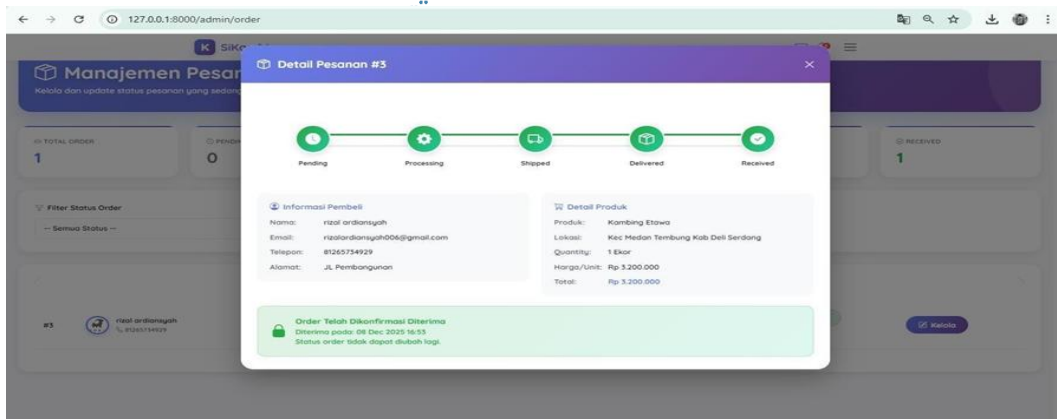 127.0.0.1:8000/admin/order
K SiKa
Manajemen Pesan
Kelola dan update status pesanan yang sedang
TOTAL ORDER
1
PENDI
0
RECEIVED
1
Filter Status Order
-- Semua Status --
#3
rizal ardiansyah
81265734929
Kelola
Detail Pesanan #3
Pending
Processing
Shipped
Delivered
Received
Informasi Pembeli
Nama: rizal ardiansyah
Email: rizalardiansyah006@gmail.com
Telepon: 81265734929
Alamat: JL Pembangunan
Detail Produk
Produk: Kambing Etawa
Lokasi: Kec Medan Tembung Kab Deli Serdang
Quantity: 1 Ekor
Harga/Unit: Rp 3.200.000
Total: Rp 3.200.000
Order Telah Dikonfirmasi Diterima
Diterima pada: 08 Dec 2025 16:53
Status order tidak dapat diubah lagi.